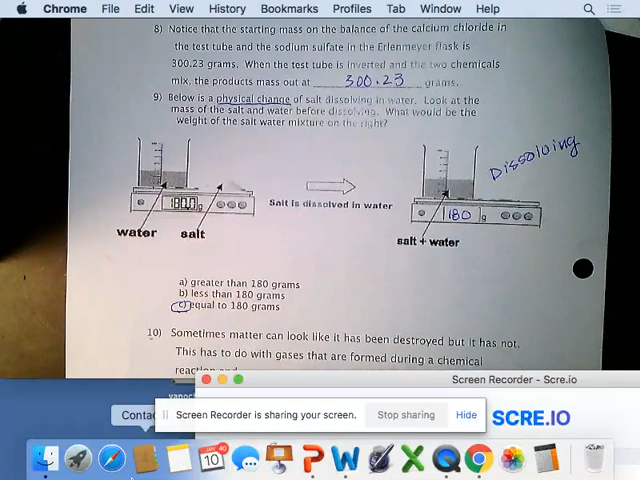 Chrome File Edit View History Bookmarks Profiles Tab Window Help
8) Notice that the starting mass on the balance of the calcium chloride in
the test tube and the sodium sulfate in the Erlenmeyer flask is
300.23 grams. When the test tube is inverted and the two chemicals
mix, the products mass out at 300.23 grams.
9) Below is a physical change of salt dissolving in water. Look at the
mass of the salt and water before dissolving. What would be the
weight of the salt water mixture on the right?
Dissolving
180.0 g
Salt is dissolved in water
180 g
water salt
salt + water
a) greater than 180 grams
b) less than 180 grams
c) equal to 180 grams
10) Sometimes matter can look like it has been destroyed but it has not.
This has to do with gases that are formed during a chemical
Screen Recorder - Scre.io
Screen Recorder is sharing your screen. Stop sharing Hide
SCRE.IO
10